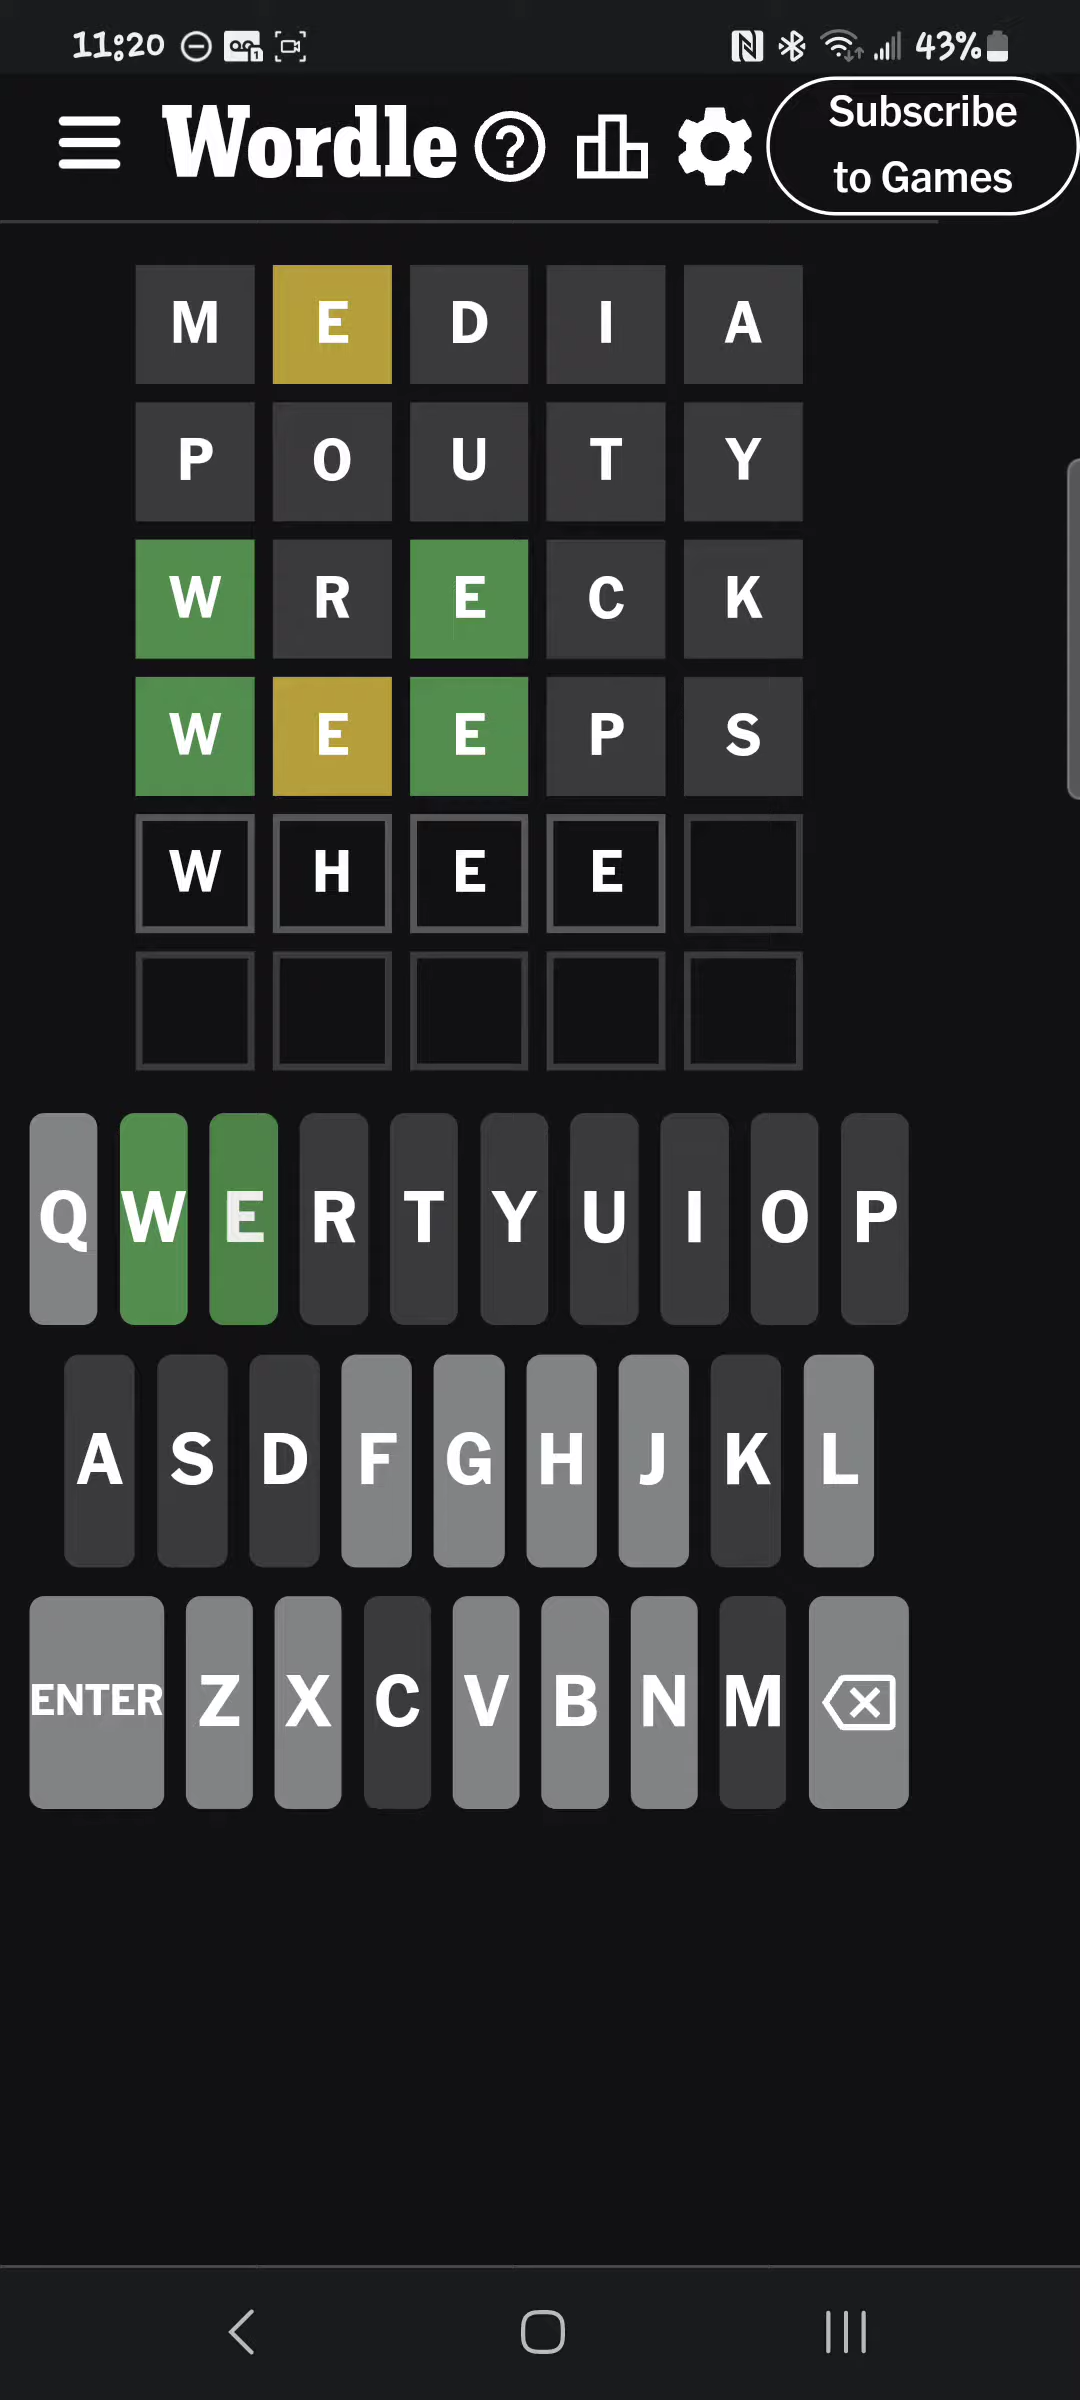 11:20 43%
Wordle ? Subscribe to Games
M E D I A
P O U T Y
W R E C K
W E E P S
W H E E
Q W E R T Y U I O P
A S D F G H J K L
ENTER Z X C V B N M